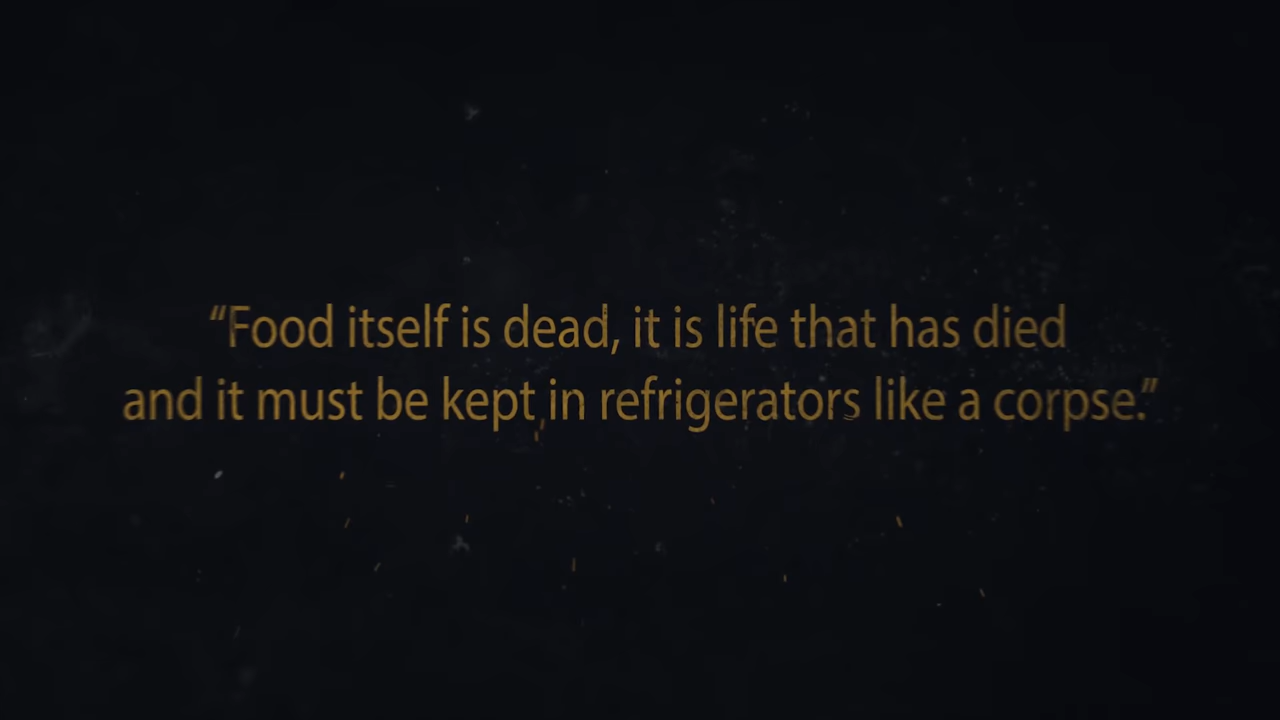 “Food itself is dead, it is life that has died
and it must be kept in refrigerators like a corpse.”